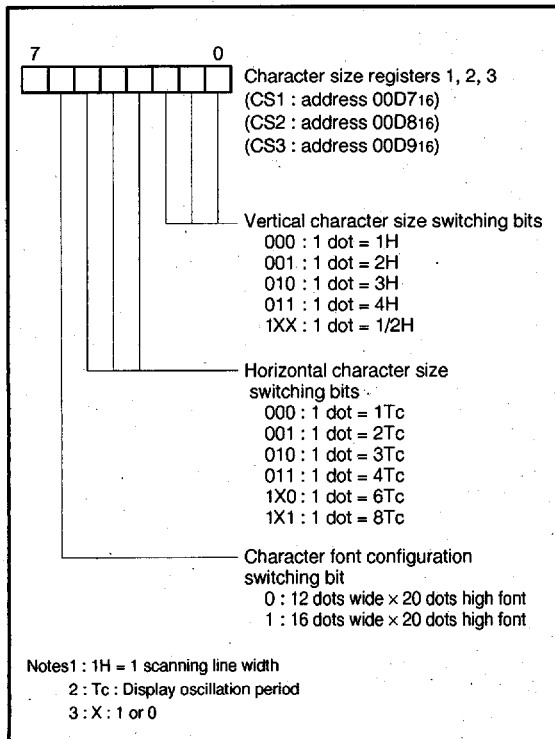 7 0
Character size registers 1, 2, 3
(CS1 : address 00D716)
(CS2 : address 00D816)
(CS3 : address 00D916)
Vertical character size switching bits
000 : 1 dot = 1H
001 : 1 dot = 2H
010 : 1 dot = 3H
011 : 1 dot = 4H
1XX : 1 dot = 1/2H
Horizontal character size
switching bits
000 : 1 dot = 1Tc
001 : 1 dot = 2Tc
010 : 1 dot = 3Tc
011 : 1 dot = 4Tc
1X0 : 1 dot = 6Tc
1X1 : 1 dot = 8Tc
Character font configuration
switching bit
0 : 12 dots wide × 20 dots high font
1 : 16 dots wide × 20 dots high font
Notes1 : 1H = 1 scanning line width
2 : Tc : Display oscillation period
3 : X : 1 or 0